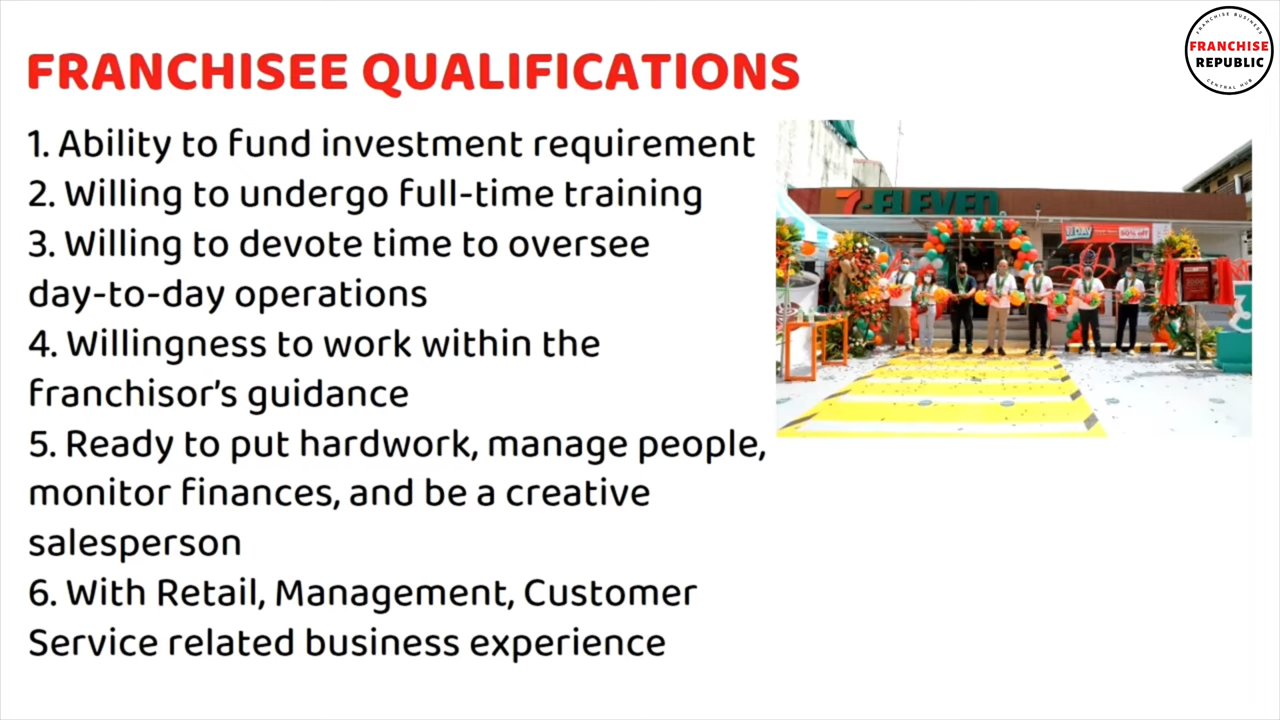 FRANCHISE BUSINESS
FRANCHISE
REPUBLIC
CENTRAL HUB
FRANCHISEE QUALIFICATIONS
1. Ability to fund investment requirement
2. Willing to undergo full-time training
3. Willing to devote time to oversee
day-to-day operations
4. Willingness to work within the
franchisor's guidance
5. Ready to put hardwork, manage people,
monitor finances, and be a creative
salesperson
6. With Retail, Management, Customer
Service related business experience
7-ELEVEN
DAY
50% off